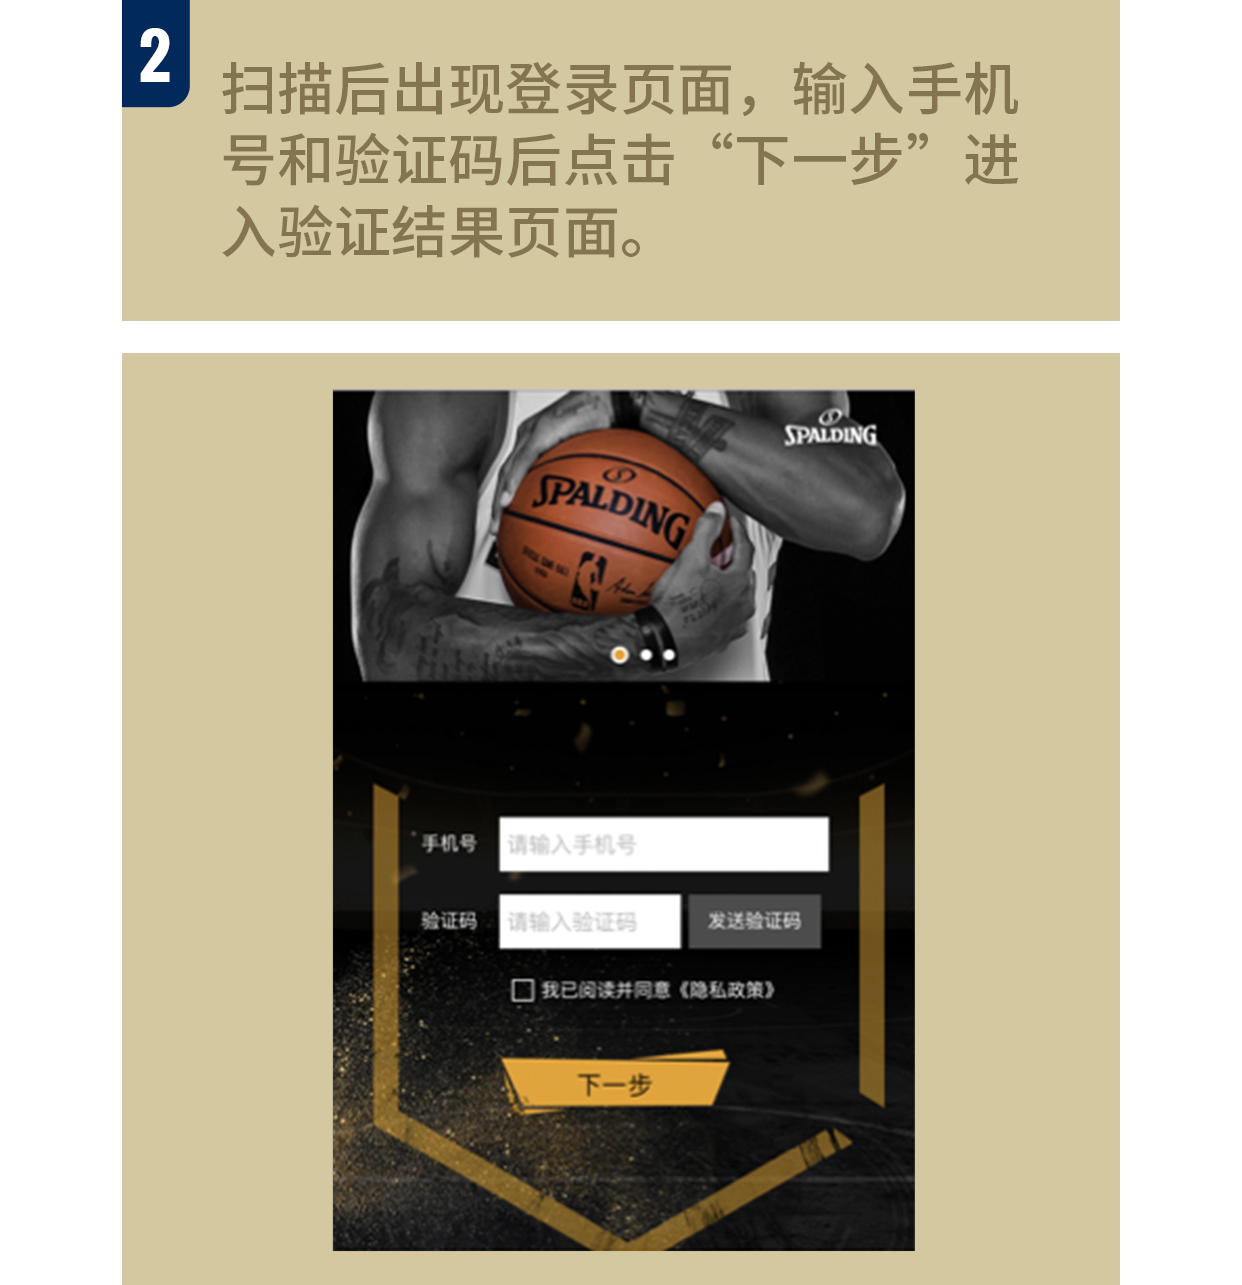 2
扫描后出现登录页面，输入手机
号和验证码后点击“下一步”进
入验证结果页面。
SPALDING
SPALDING
手机号 请输入手机号
验证码 请输入验证码 发送验证码
我已阅读并同意《隐私政策》
下一步